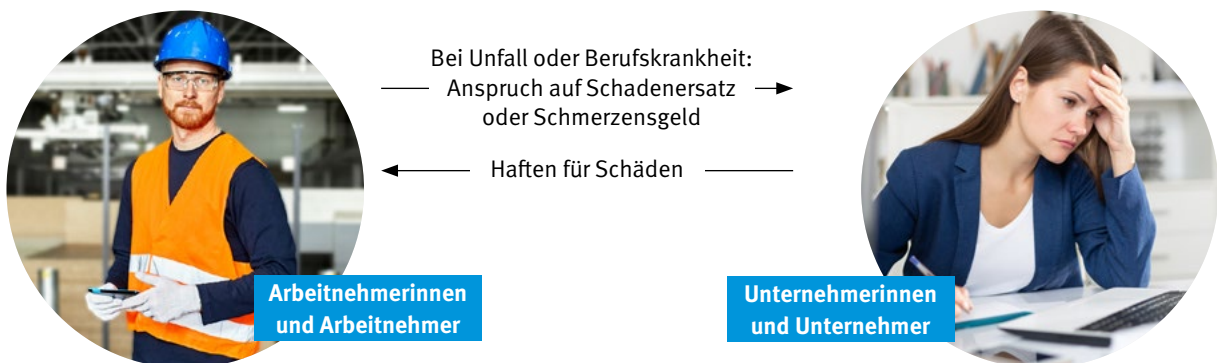 Bei Unfall oder Berufskrankheit:
Anspruch auf Schadenersatz
oder Schmerzensgeld
Haften für Schäden
Arbeitnehmerinnen
und Arbeitnehmer
Unternehmerinnen
und Unternehmer